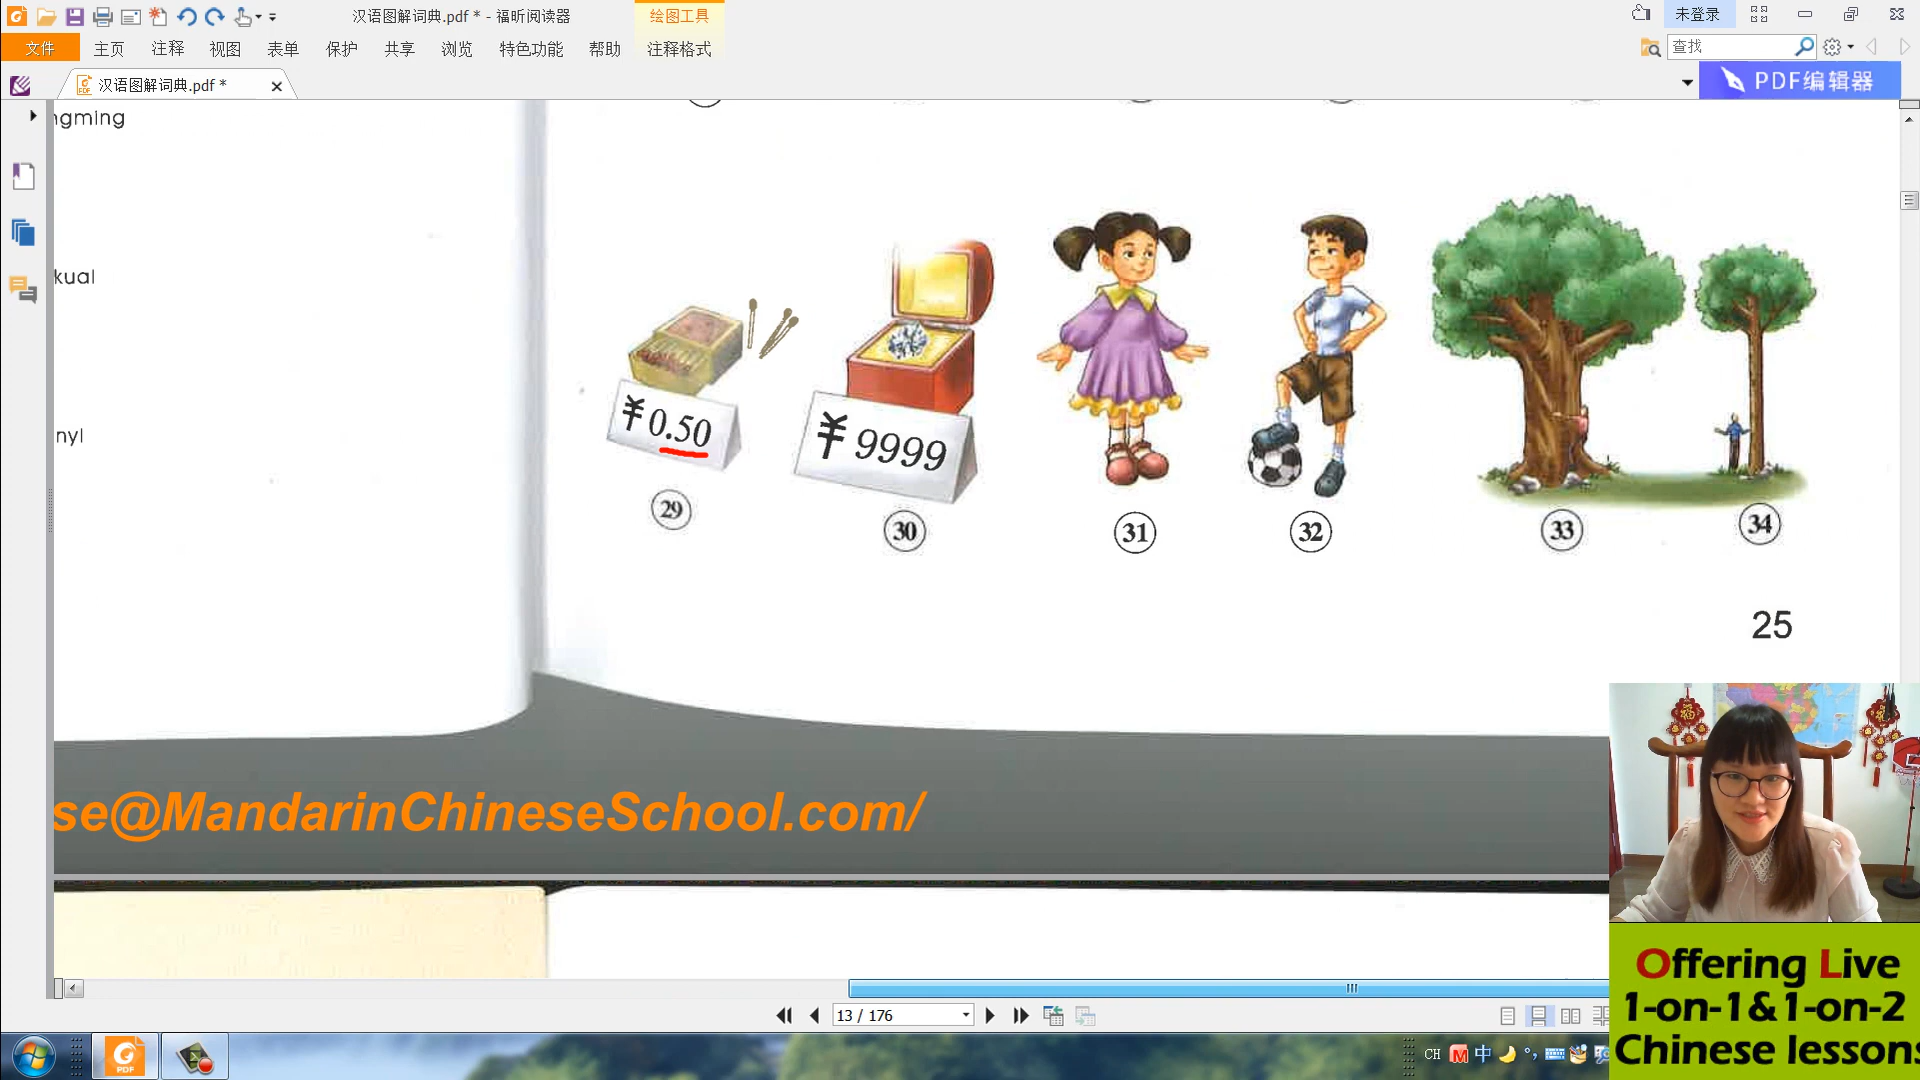 汉语图解词典.pdf * - 福昕阅读器
绘图工具
未登录
文件
主页
注释
视图
表单
保护
共享
浏览
特色功能
帮助
注释格式
查找
汉语图解词典.pdf *
PDF编辑器
ngming
kual
nyl
¥0.50
¥9999
29
30
31
32
33
34
25
se@MandarinChineseSchool.com/
13 / 176
Offering Live
1-on-1&1-on-2
Chinese lessons
PDF
CH
中